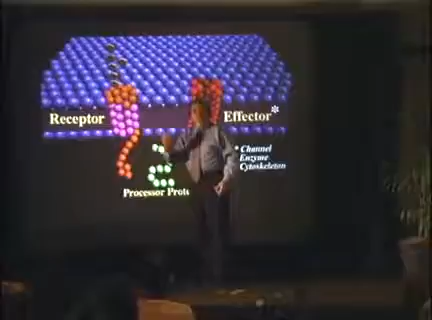 Receptor
Effector*
* Channel
Enzyme
Cytoskeleton
Processor Prote